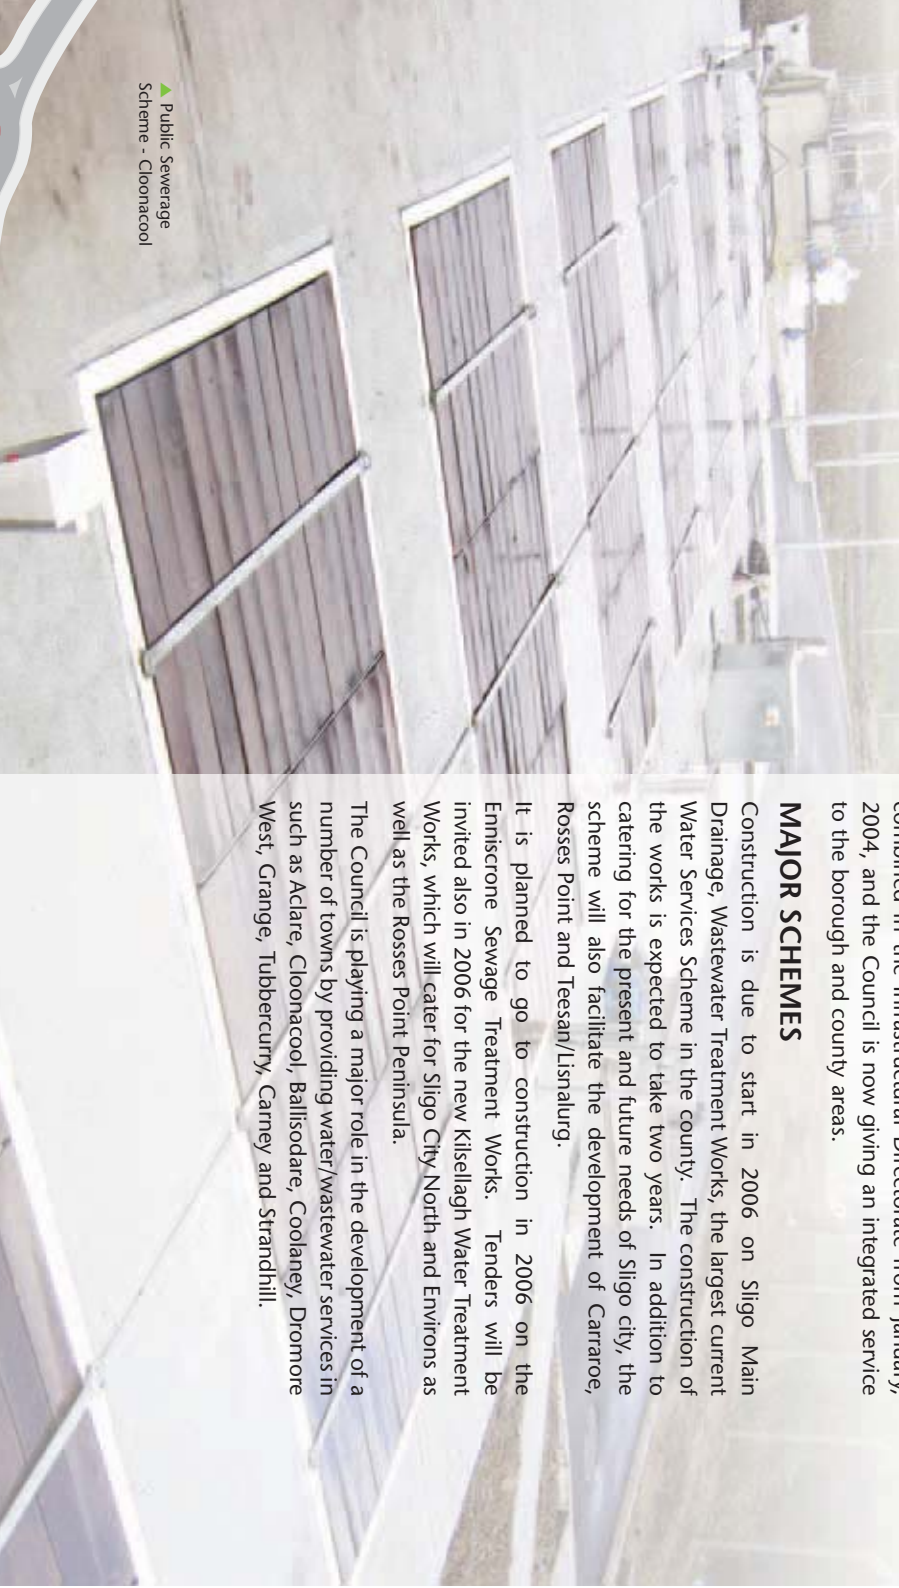 combined in the Infrastructural Directorate from January,
2004, and the Council is now giving an integrated service
to the borough and county areas.
MAJOR SCHEMES
Construction is due to start in 2006 on Sligo Main
Drainage, Wastewater Treatment Works, the largest current
Water Services Scheme in the county. The construction of
the works is expected to take two years. In addition to
catering for the present and future needs of Sligo city, the
scheme will also facilitate the development of Carraroe,
Rosses Point and Teesan/Lisnalurg.
It is planned to go to construction in 2006 on the
Enniscrone Sewage Treatment Works. Tenders will be
invited also in 2006 for the new Kilsellagh Water Treatment
Works, which will cater for Sligo City North and Environs as
well as the Rosses Point Peninsula.
The Council is playing a major role in the development of a
number of towns by providing water/wastewater services in
such as Aclare, Cloonacool, Ballisodare, Coolaney, Dromore
West, Grange, Tubbercurry, Carney and Strandhill.
▲ Public Sewerage
Scheme - Cloonacool